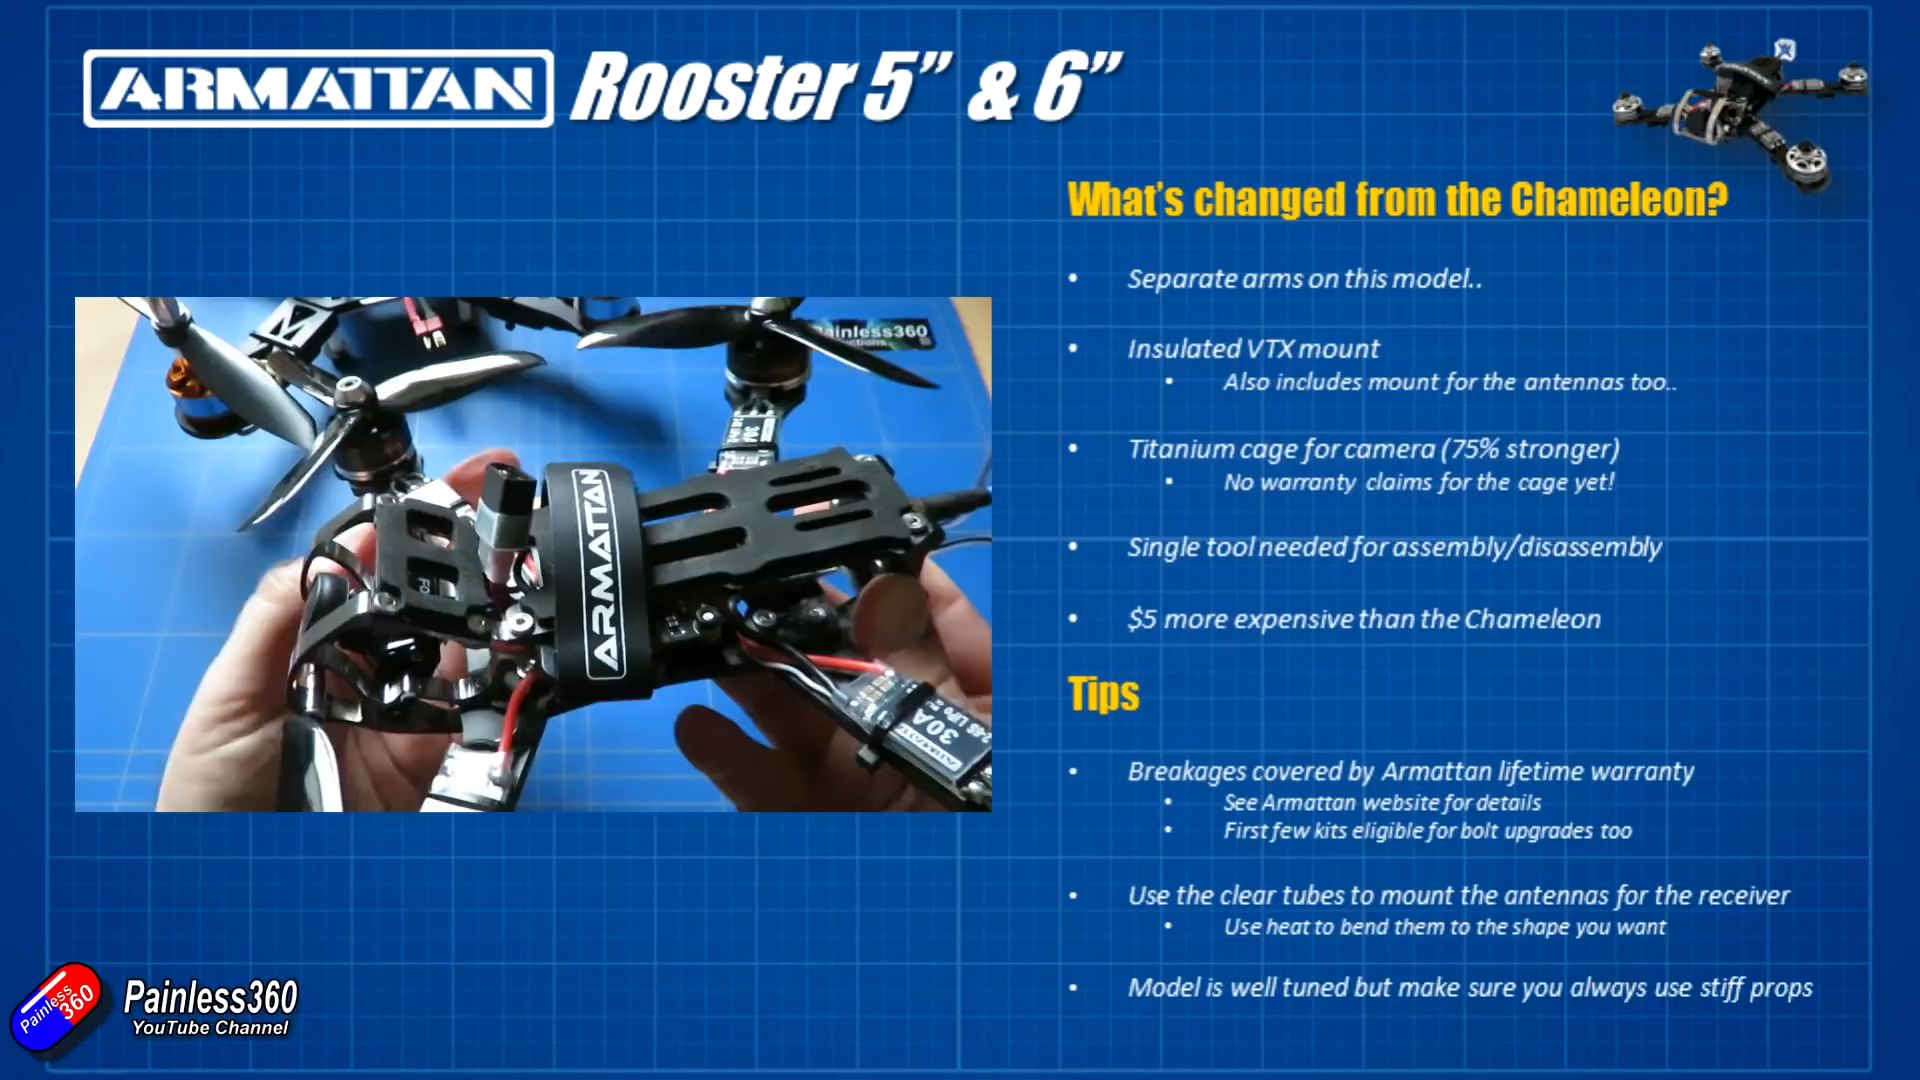 ARMATTAN Rooster 5” & 6”
What's changed from the Chameleon?
• Separate arms on this model..
• Insulated VTX mount
• Also includes mount for the antennas too..
• Titanium cage for camera (75% stronger)
• No warranty claims for the cage yet!
• Single tool needed for assembly/disassembly
• $5 more expensive than the Chameleon
Tips
• Breakages covered by Armattan lifetime warranty
• See Armattan website for details
• First few kits eligible for bolt upgrades too
• Use the clear tubes to mount the antennas for the receiver
• Use heat to bend them to the shape you want
• Model is well tuned but make sure you always use stiff props
ainless360
ARMATTAN
30A
30A
Painless
360
Painless360
YouTube Channel